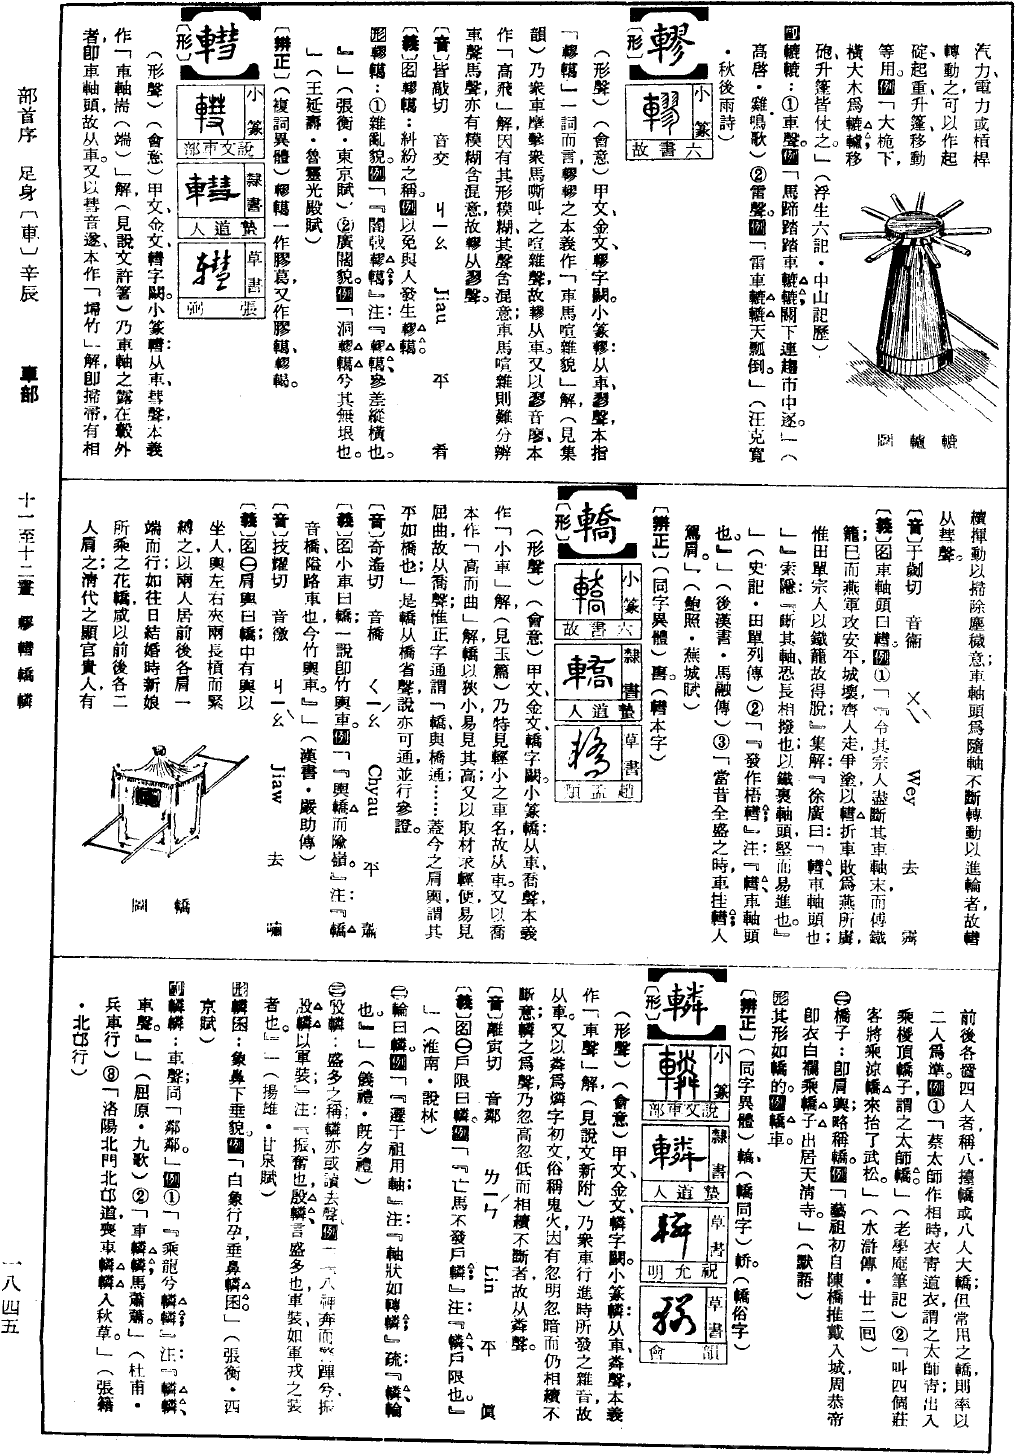 汽力、電力或槓桿
轉動之、可以作起
碇、起重、升篷、移動
等用。例「大桅下、
橫大木爲轆轤、移
砲升篷皆仗之。」（浮生六記・中山記歷）
轆轆：①車聲。例「馬蹄踏踏車轆轆、闕下連趨市中逐。」（
高啓・雞鳴歌）②雷聲。例「雷車轆轆天瓢倒。」（汪克寬
・秋後雨詩）
轇
〔形〕
小篆
六書故
（形聲）（會意）甲文、金文轇字闕。小篆轇：从車、翏聲、本指
「轇轕」一詞而言、轇轇之本義作「車馬喧雜貌」解（見集
韻）乃衆車摩擊衆馬嘶叫之喧雜聲、故轇从車。又以翏音廖、本
作「高飛」解、因有其形模糊其聲含混意、車馬喧雜則難分辨
車聲馬聲、亦有模糊含混意、故轇从翏聲。
〔音〕皆敲切　音交　ㄐㄧㄠ　Jiau　平　肴
〔義〕名轇轕：糾紛之稱。例以免與人發生轇轕。
形轇轕：①雜亂貌。例「『闟戟轇轕』注：『轇轕、參差縱橫也。
』」（張衡・東京賦）②廣闊貌。例「洞轇轕兮其無垠也。
」（王延壽・魯靈光殿賦）
〔辨正〕（複詞異體）轇轕一作膠葛、又作膠轕、轇輵。
轊
〔形〕
小篆
說文車部
隸書
蟄道人
草書
張弼
（形聲）（會意）甲文、金文轊字闕。小篆轊：从車、彗聲、本義
作「車軸耑（端）」解（見說文許箸）乃車軸之露在轂外
者、卽車軸頭、故从車。又以彗音遂、本作「埽竹」解、卽掃帚、有相
續揮動以掃除塵穢意；車軸頭爲隨軸不斷轉動以進輪者、故轊
从彗聲。
〔音〕于劌切　音衞　ㄨㄟˋ　Wey　去　霽
〔義〕名車軸頭曰轊。例①「『令其宗人盡斷其車軸末、而傅鐵
籠；已而燕軍攻安平、城壞、齊人走、爭塗、以轊折車敗、爲燕所虜；
惟田單宗人以鐵籠故得脫』集解：『徐廣曰：「轊、車軸頭也
」』索隱：『斷其軸、恐長相撥也；以鐵裹軸頭、堅而易進也。』
」（史記・田單列傳）②「『發作梧轊』注：『轊、車軸頭
也。』」（後漢書・馬融傳）③「當昔全盛之時、車挂轊、人
駕肩。」（鮑照・蕪城賦）
〔辨正〕（同字異體）軎（轊本字）
轎
〔形〕
小篆
六書故
隸書
蟄道人
草書
趙孟頫
（形聲）（會意）甲文、金文轎字闕。小篆轎：从車、喬聲、本義
作「小車」解（見玉篇）乃特見輕小之車名、故从車。又以喬
本作「高而曲」解、轎以狹小易見其高；又以取材求輕便易見
屈曲、故从喬聲；惟正字通謂「轎與橋通……蓋今之肩輿、謂其
平如橋也」是轎从橋省聲、說亦可通、並行參證。
〔音〕奇遙切　音橋　ㄑㄧㄠˊ　Chyau　平　蕭
〔義〕名小車曰轎；一說卽竹輿車。例「『輿轎而隃嶺。』注：『轎
音橋、隘路車也、今竹輿車。』」（漢書・嚴助傳）
〔音〕技燿切　音徼　ㄐㄧㄠˋ　Jiaw　去　嘯
〔義〕名㊀肩輿曰轎；轎中有輿以
坐人、輿左右夾兩長槓而緊
縛之；以兩人居前後各肩一
端而行；如往日結婚時新娘
所乘之花轎、咸以前後各二
人肩之；清代之顯官貴人有
前後各置四人者、稱八擡轎或八人大轎；但常用之轎、則率以
二人爲準。例①「蔡太師作相時、衣青道衣、謂之太師青；出入
乘椶頂轎子、謂之太師轎。」（老學庵筆記）②「叫四個莊
客將乘涼轎來抬了武松。」（水滸傳・廿二回）
㊁橋子：卽肩輿、略稱轎。例「藝祖初自陳橋推戴入城、周恭帝
卽衣白襴乘轎子出居天清寺。」（默語）
形其形如轎的。例轎車。
〔辨正〕（同字異體）𨎩、（轎同字）轿。（轎俗字）
轔
〔形〕
小篆
說文車部
隸書
蟄道人
草書
祝允明
草書
韻會
（形聲）（會意）甲文、金文轔字闕。小篆轔：从車、粦聲、本義
作「車聲」解（見說文新附）乃衆車行進時所發之雜音、故
从車。又以粦爲燐字初文、俗稱鬼火、因有忽明忽暗而仍相續不
斷意、轔之爲聲、乃忽高忽低而相續不斷者、故从粦聲。
〔音〕離寅切　音鄰　ㄌㄧㄣˊ　Lin　平　眞
〔義〕名㊀戶限曰轔。例「『亡馬不發戶轔；』注：『轔、戶限也。』
」（淮南・說林）
㊁輪曰轔。例「『遷于祖用軸』注：『軸狀如轉轔』疏：『轔、輪
也。』」（儀禮・旣夕禮）
㊂殷轔：盛多之稱；轔亦或讀去聲。例「『八神奔而警蹕兮、振
殷轔以軍裝』注『振、奮也、殷轔、言盛多也、車裝如軍戎之裝
者也。』」（揚雄・甘泉賦）
形轔囷：象鼻下垂貌。例「白象行孕、垂鼻轔囷。」（張衡・西
京賦）
副轔轔：車聲；同「鄰鄰。」例①「『乘龍兮轔轔；』注：『轔轔、
車聲。』」（屈原・九歌）②「車轔轔、馬蕭蕭。」（杜甫・
兵車行）③「洛陽北門北邙道、喪車轔轔入秋草。」（張籍
・北邙行）
轆轤圖
轎圖
部首序　足身〔車〕辛辰　車部　十一至十二畫　轇轊轎轔　一八四五